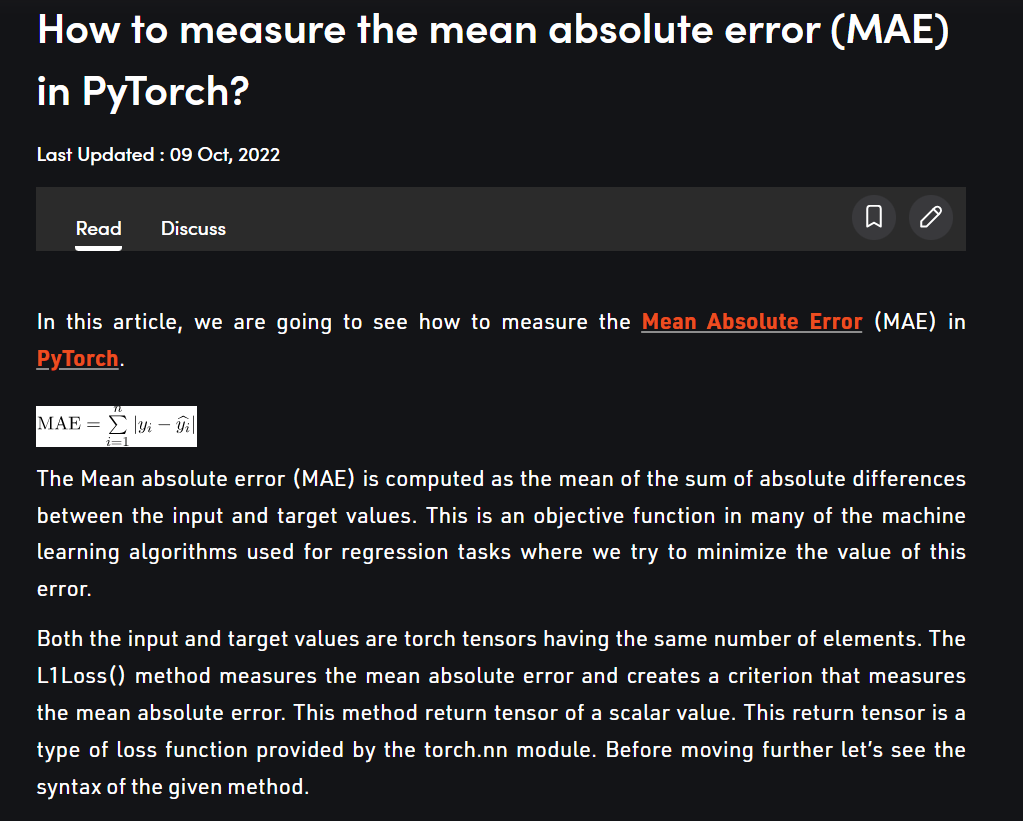 How to measure the mean absolute error (MAE)
in PyTorch?
Last Updated : 09 Oct, 2022
Read Discuss
In this article, we are going to see how to measure the Mean Absolute Error (MAE) in
PyTorch.
MAE = n∑i=1 |yi − ŷi|
The Mean absolute error (MAE) is computed as the mean of the sum of absolute differences
between the input and target values. This is an objective function in many of the machine
learning algorithms used for regression tasks where we try to minimize the value of this
error.
Both the input and target values are torch tensors having the same number of elements. The
L1Loss() method measures the mean absolute error and creates a criterion that measures
the mean absolute error. This method return tensor of a scalar value. This return tensor is a
type of loss function provided by the torch.nn module. Before moving further let's see the
syntax of the given method.